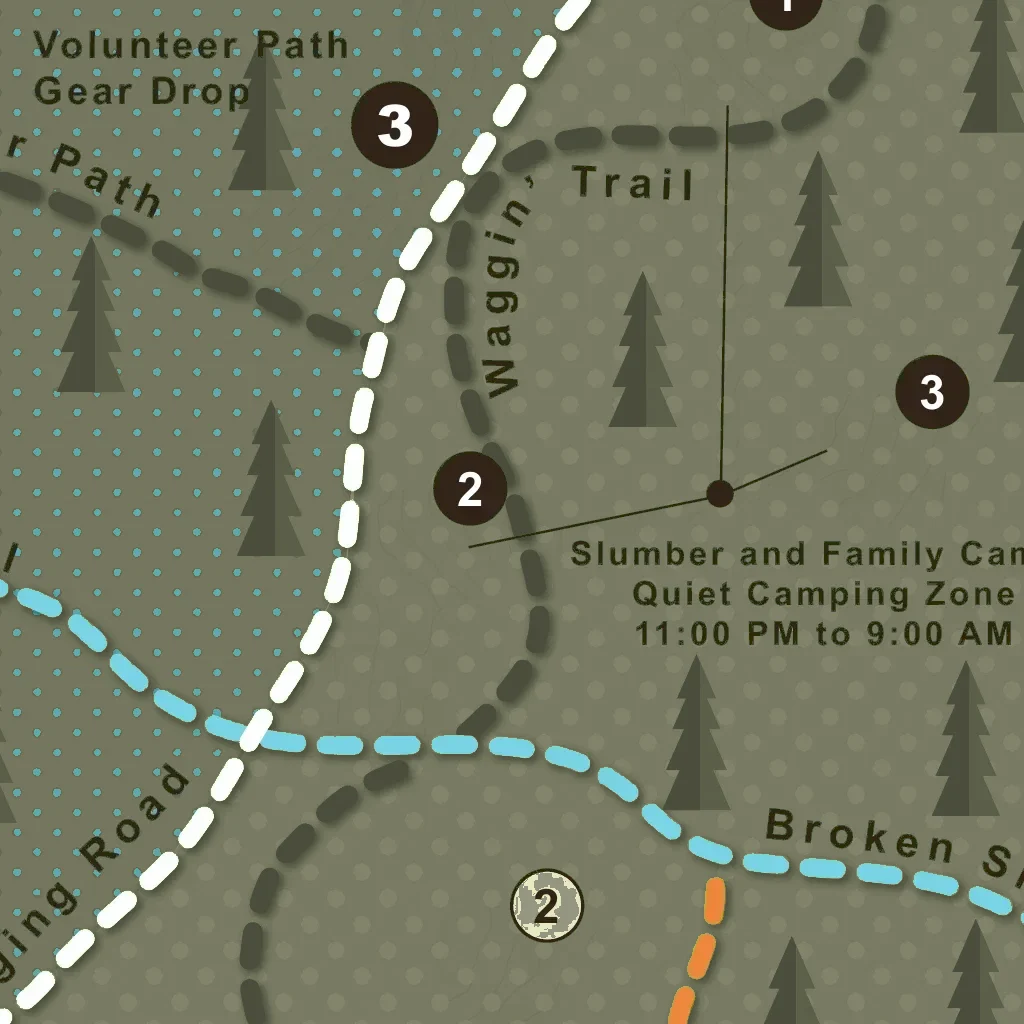 Volunteer Path
Gear Drop
3
r Path
Waggin' Trail
3
2
Slumber and Family Cam
Quiet Camping Zone
11:00 PM to 9:00 AM
ging Road
Broken
2